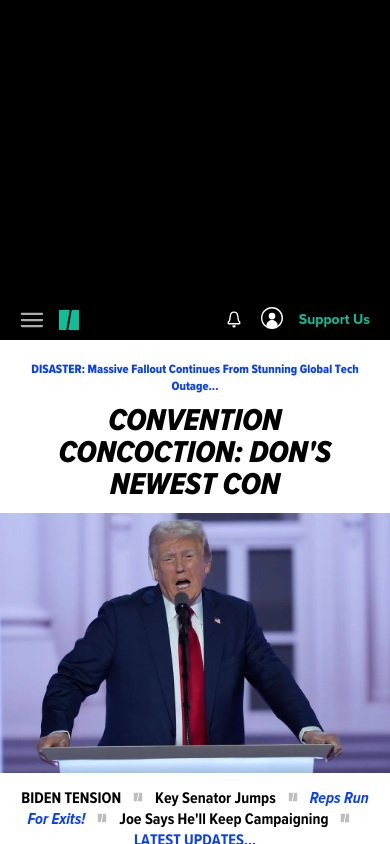 Support Us
DISASTER: Massive Fallout Continues From Stunning Global Tech
Outage...
CONVENTION
CONCOCTION: DON'S
NEWEST CON
BIDEN TENSION " Key Senator Jumps " Reps Run
For Exits! " Joe Says He'll Keep Campaigning "
LATEST UPDATES...